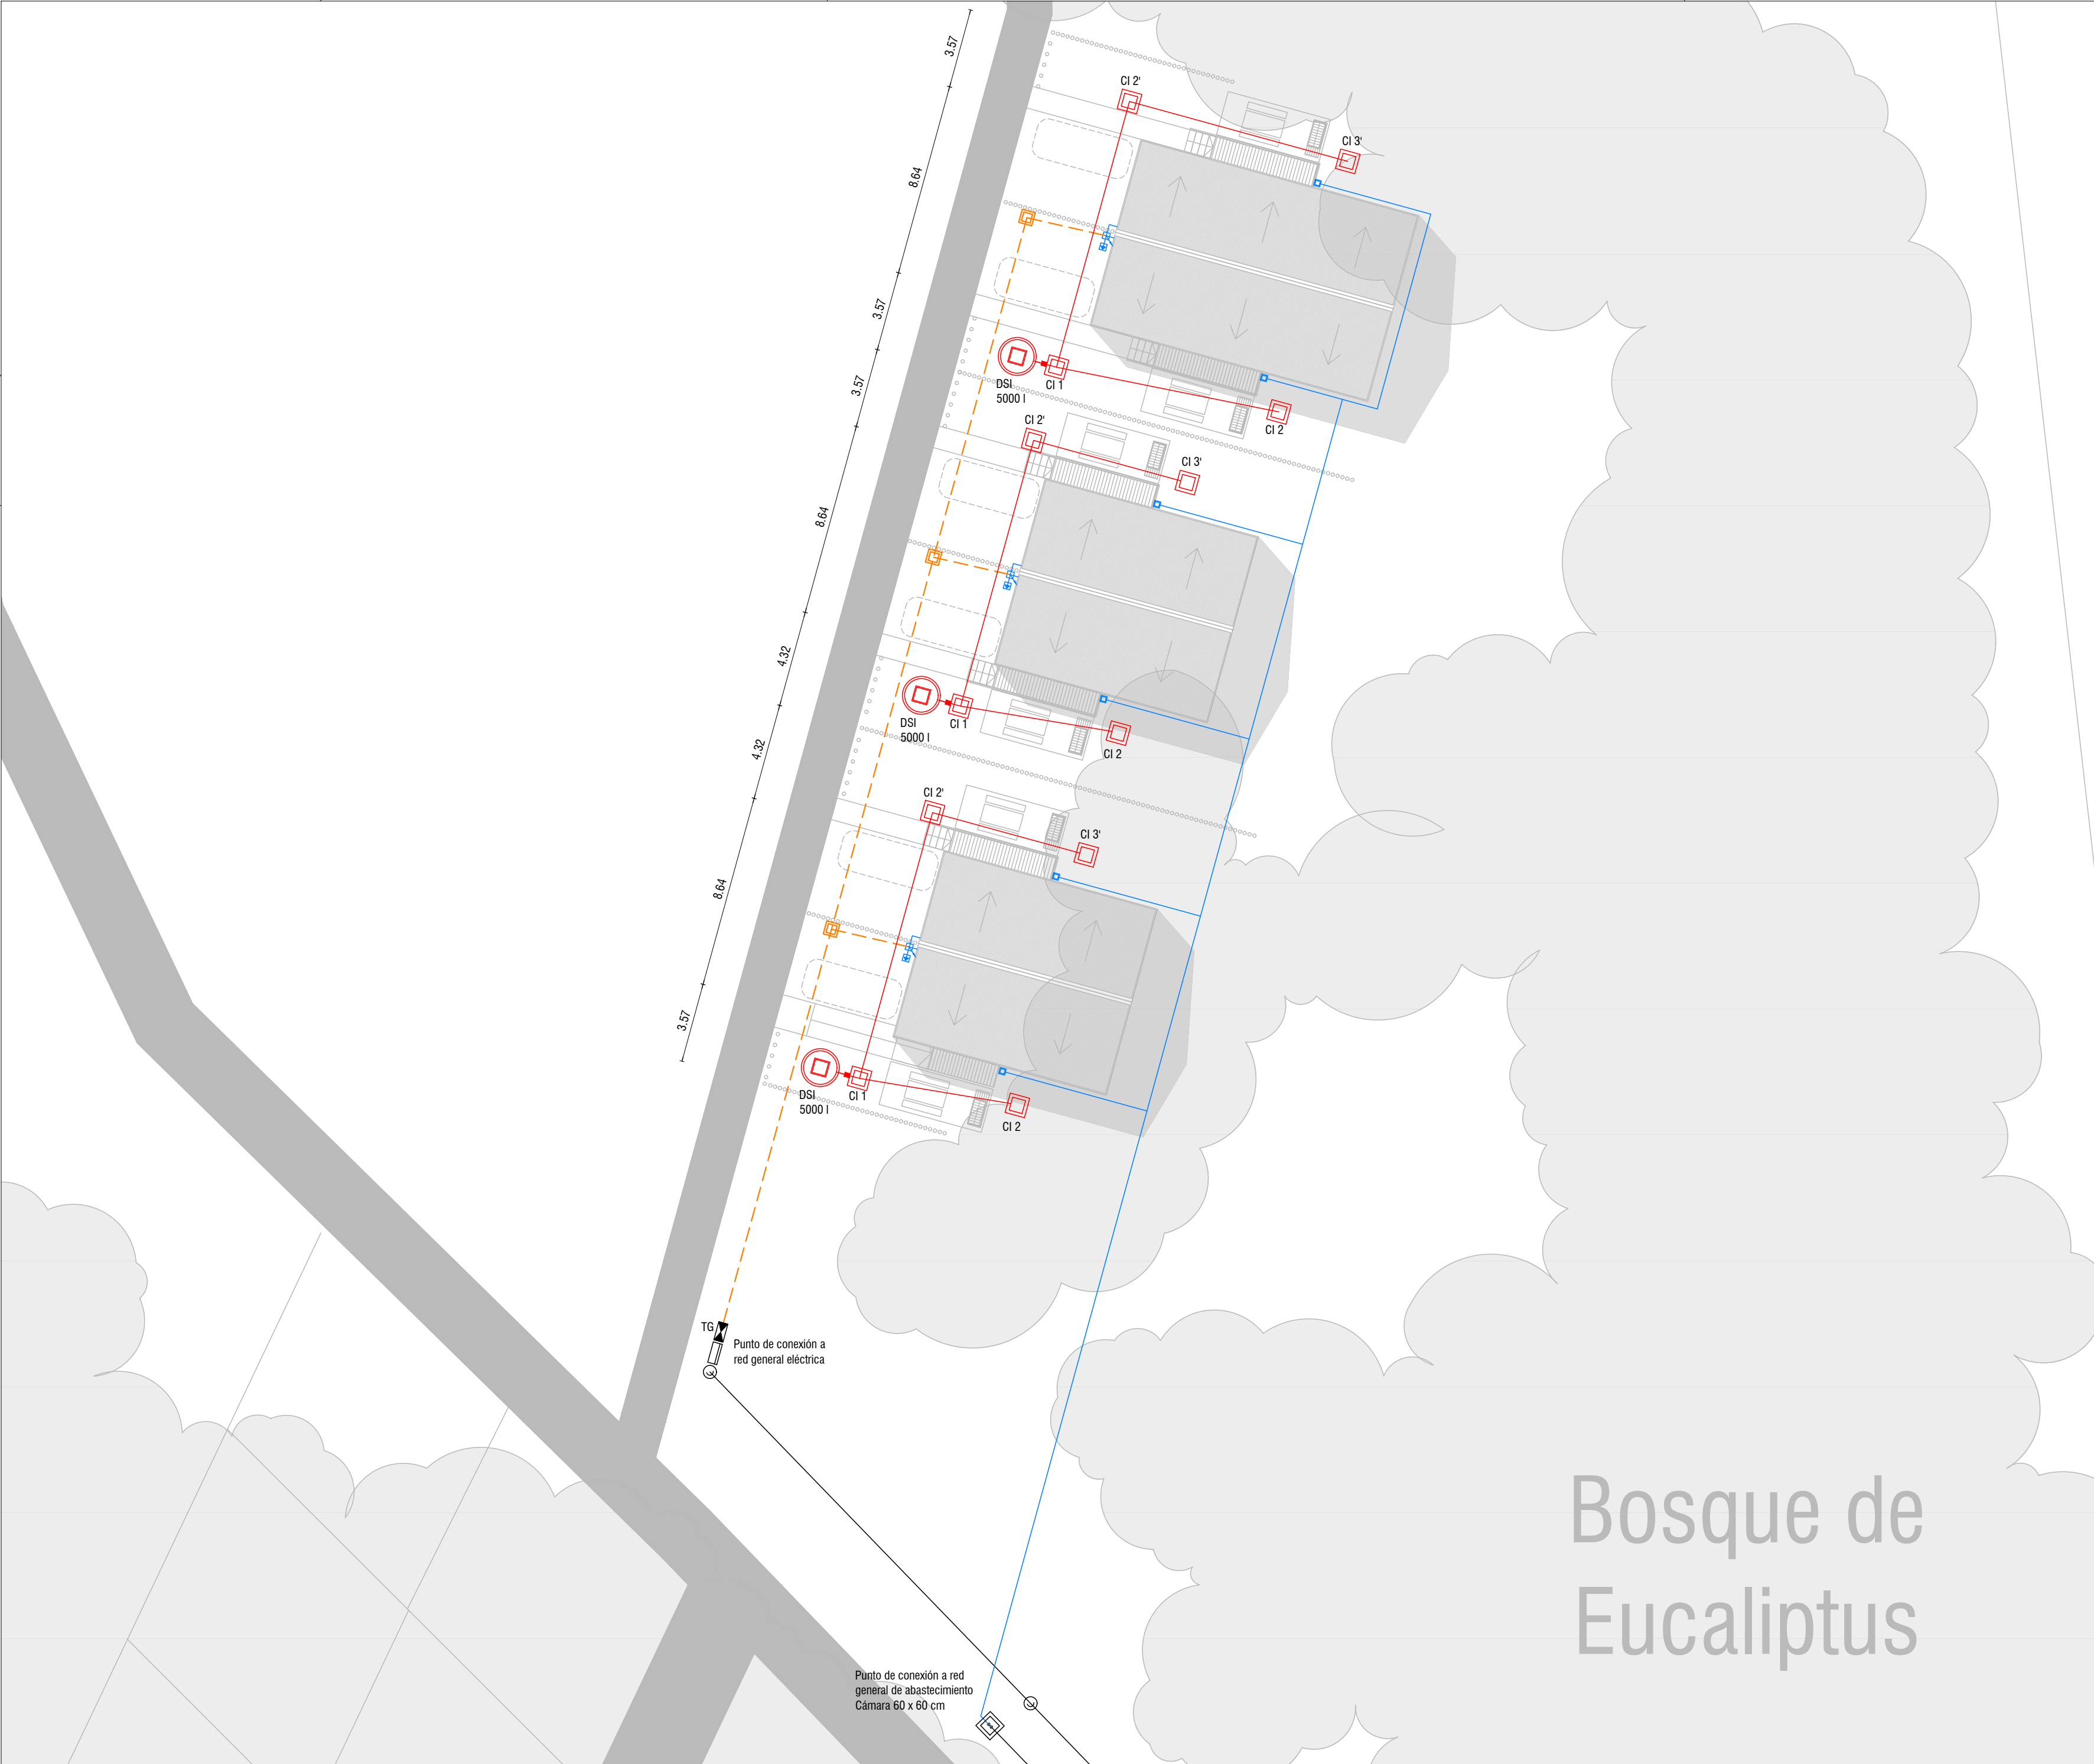 3.57
CI 2'
CI 3'
8.64
3.57
DSI
5000 l
CI 1
3.57
CI 2
CI 2'
CI 3'
8.64
4.32
DSI
5000 l
CI 1
CI 2
4.32
CI 2'
CI 3'
8.64
3.57
DSI
5000 l
CI 1
CI 2
TG
Punto de conexión a
red general eléctrica
Bosque de
Eucaliptus
Punto de conexión a red
general de abastecimiento
Cámara 60 x 60 cm